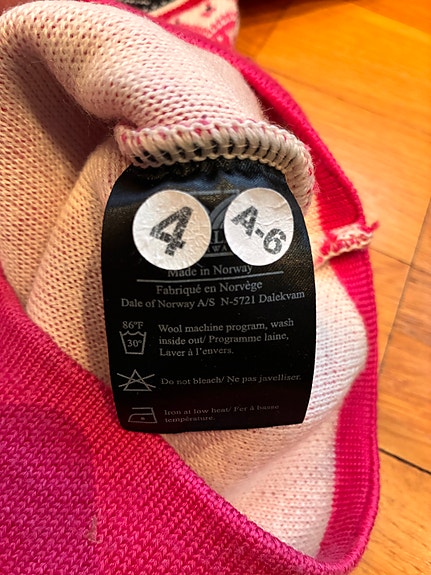 4
A-6
Made in Norway
Fabriqué en Norvège
Dale of Norway A/S N-5721 Dalekvam
86°F
30°
Wool machine program, wash
inside out/ Programme laine,
Laver à l'envers.
Do not bleach/ Ne pas javelliser.
Iron at low heat/ Fer à basse
température.